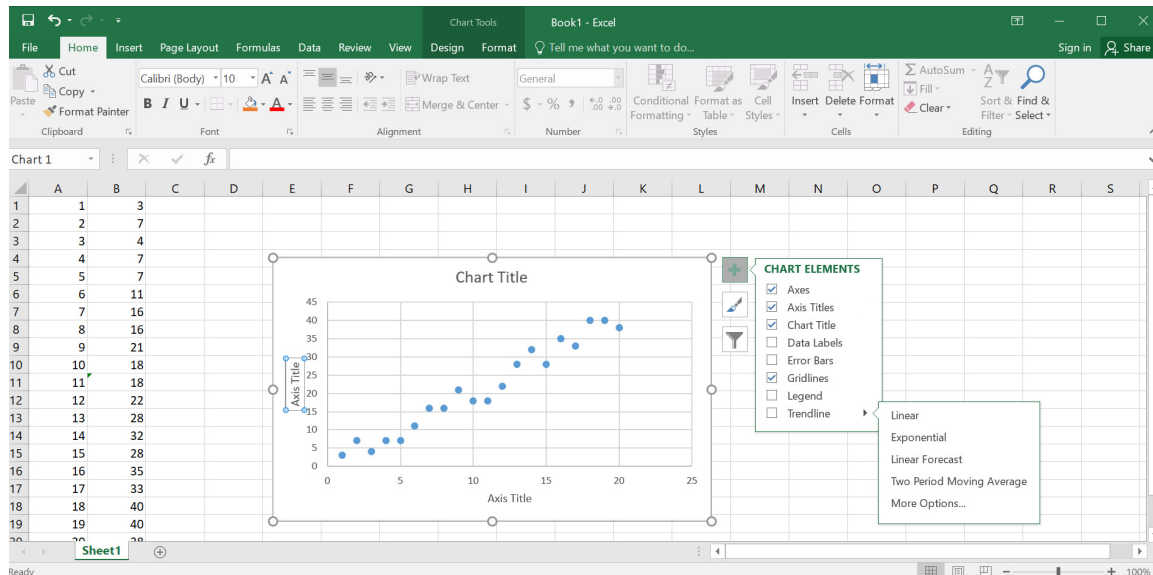 Chart Tools Book1 - Excel
File Home Insert Page Layout Formulas Data Review View Design Format Tell me what you want to do... Sign in Share
Paste
Cut
Copy
Format Painter
Clipboard
Calibri (Body) 10 A A
B I U A
Font
Wrap Text
Merge & Center
Alignment
General
$ % , .0 .00 .00 .0
Number
Conditional Formatting
Format as Table
Cell Styles
Styles
Insert Delete Format
Cells
AutoSum
Fill
Clear
Sort & Filter
Find & Select
Editing
Chart 1 fx
A B C D E F G H I J K L M N O P Q R S
1 1 3
2 2 7
3 3 4
4 4 7
5 5 7
6 6 11
7 7 16
8 8 16
9 9 21
10 10 18
11 11 18
12 12 22
13 13 28
14 14 32
15 15 28
16 16 35
17 17 33
18 18 40
19 19 40
20 20 38
Chart Title
45
40
35
30
25
20
15
10
5
0
Axis Title
0 5 10 15 20 25
Axis Title
CHART ELEMENTS
Axes
Axis Titles
Chart Title
Data Labels
Error Bars
Gridlines
Legend
Trendline
Linear
Exponential
Linear Forecast
Two Period Moving Average
More Options...
Sheet1
Ready 100%